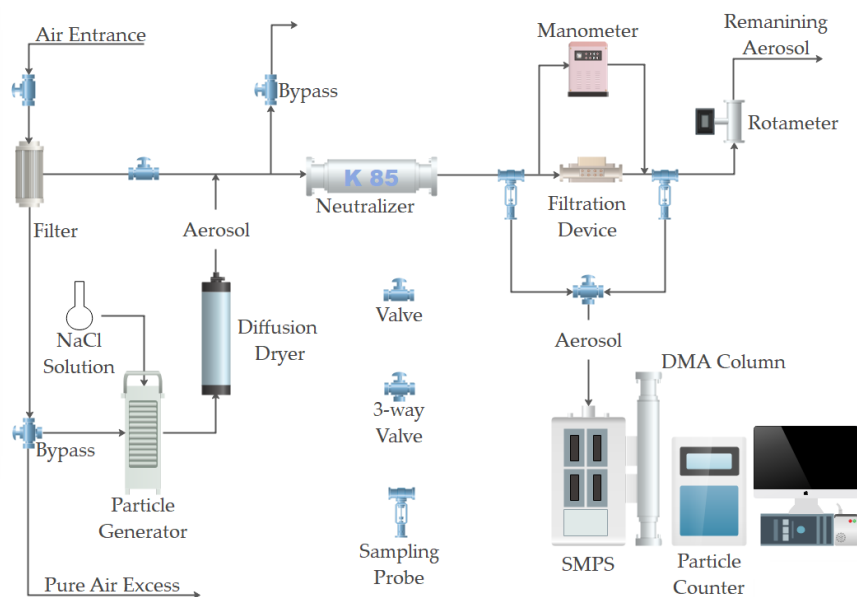 Air Entrance
Bypass
Manometer
Remanining
Aerosol
Rotameter
K 85
Neutralizer
Filtration
Device
Filter
Aerosol
NaCl
Solution
Diffusion
Dryer
Valve
Aerosol
DMA Column
3-way
Valve
Bypass
Particle
Generator
Sampling
Probe
SMPS
Particle
Counter
Pure Air Excess